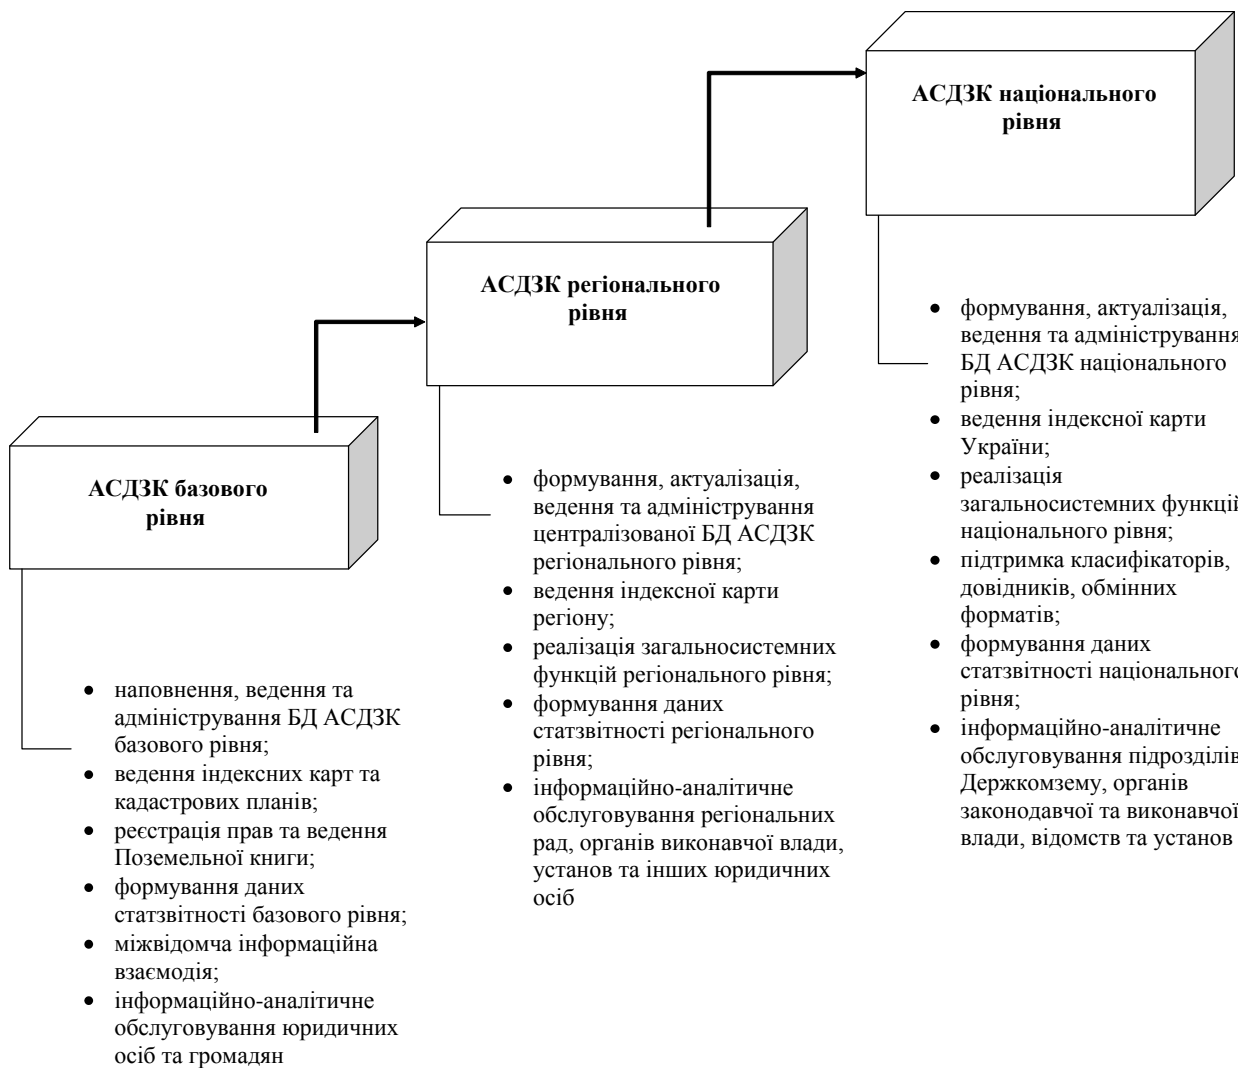 АСДЗК національного
рівня
АСДЗК регіонального
рівня
АСДЗК базового
рівня
• формування, актуалізація,
ведення та адміністрування
БД АСДЗК національного
рівня;
• ведення індексної карти
України;
• реалізація
загальносистемних функцій
національного рівня;
• підтримка класифікаторів,
довідників, обмінних
форматів;
• формування даних
статзвітності національного
рівня;
• інформаційно-аналітичне
обслуговування підрозділів
Держкомзему, органів
законодавчої та виконавчої
влади, відомств та установ
• формування, актуалізація,
ведення та адміністрування
централізованої БД АСДЗК
регіонального рівня;
• ведення індексної карти
регіону;
• реалізація загальносистемних
функцій регіонального рівня;
• формування даних
статзвітності регіонального
рівня;
• інформаційно-аналітичне
обслуговування регіональних
рад, органів виконавчої влади,
установ та інших юридичних
осіб
• наповнення, ведення та
адміністрування БД АСДЗК
базового рівня;
• ведення індексних карт та
кадастрових планів;
• реєстрація прав та ведення
Поземельної книги;
• формування даних
статзвітності базового рівня;
• міжвідомча інформаційна
взаємодія;
• інформаційно-аналітичне
обслуговування юридичних
осіб та громадян